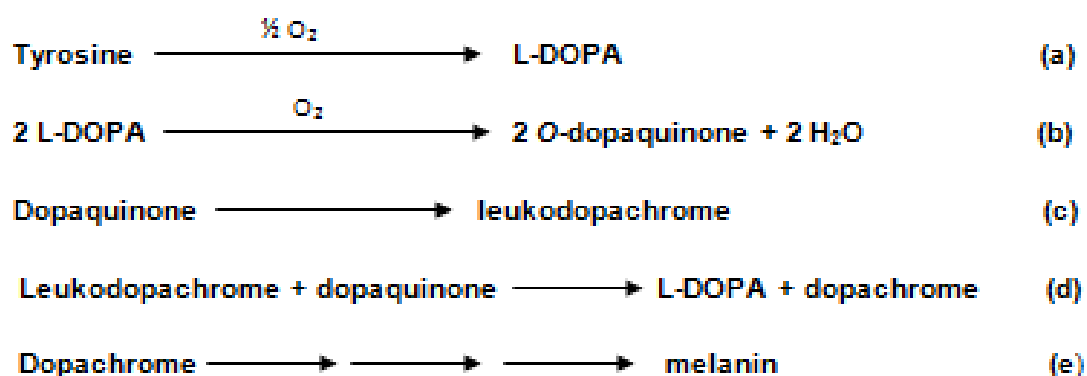 ½ O₂
Tyrosine L-DOPA (a)
O₂
2 L-DOPA 2 O-dopaquinone + 2 H₂O (b)
Dopaquinone leukodopachrome (c)
Leukodopachrome + dopaquinone L-DOPA + dopachrome (d)
Dopachrome melanin (e)